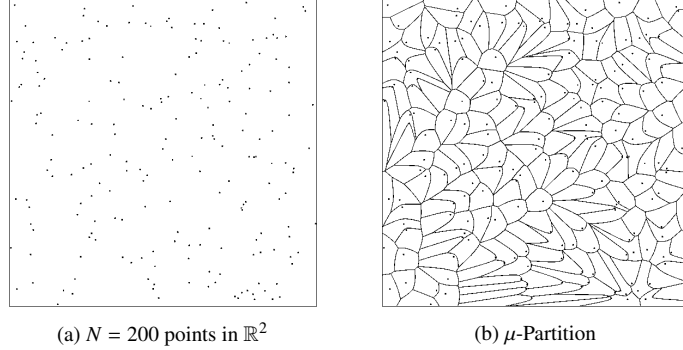 (a) N = 200 points in ℝ²
(b) μ-Partition